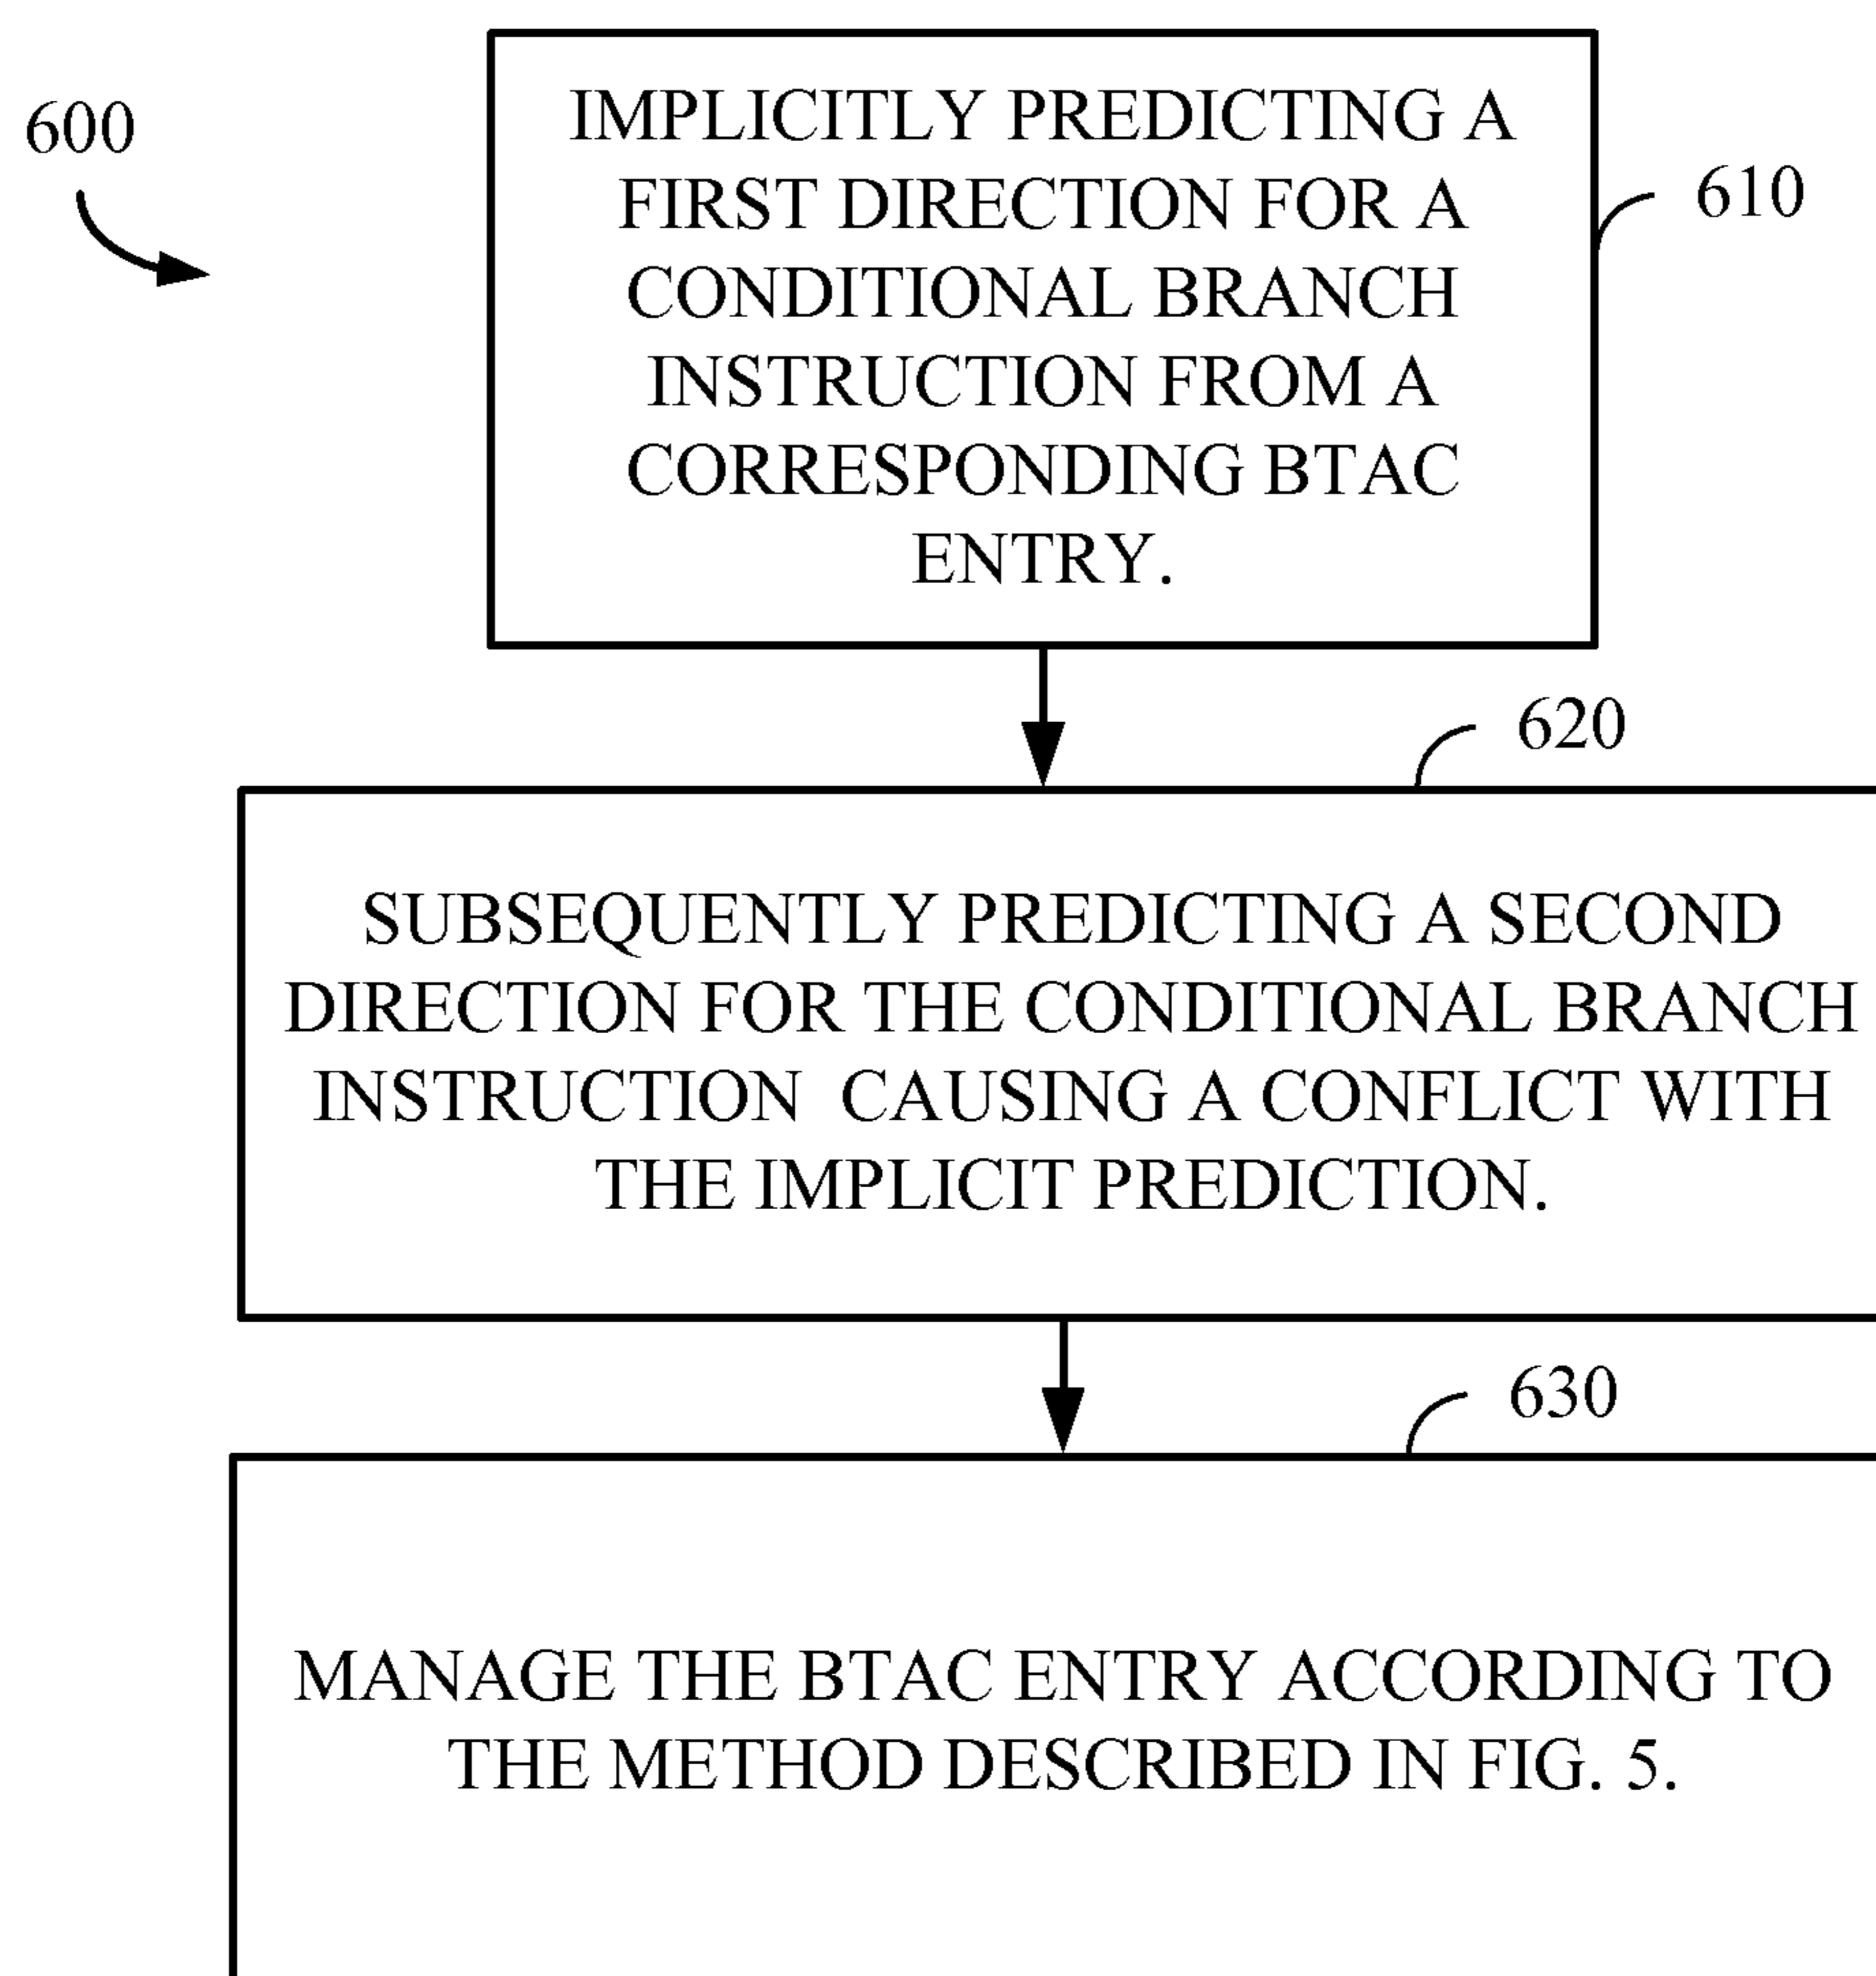 600
IMPLICITLY PREDICTING A
FIRST DIRECTION FOR A
CONDITIONAL BRANCH
INSTRUCTION FROM A
CORRESPONDING BTAC
ENTRY.
610
620
SUBSEQUENTLY PREDICTING A SECOND
DIRECTION FOR THE CONDITIONAL BRANCH
INSTRUCTION CAUSING A CONFLICT WITH
THE IMPLICIT PREDICTION.
630
MANAGE THE BTAC ENTRY ACCORDING TO
THE METHOD DESCRIBED IN FIG. 5.